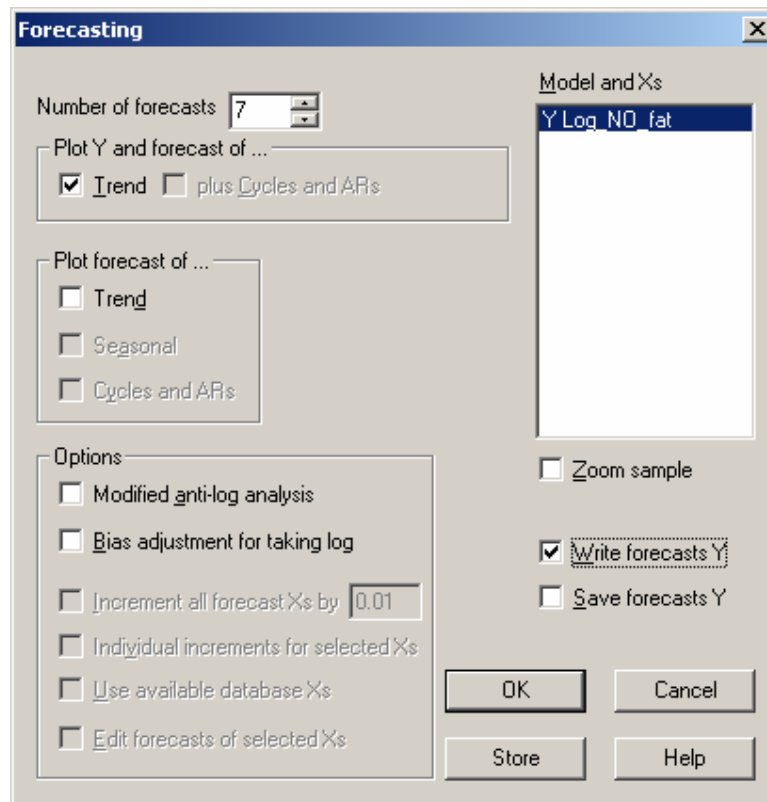 Forecasting
Number of forecasts 7
Plot Y and forecast of ...
Trend plus Cycles and ARs
Plot forecast of ...
Trend
Seasonal
Cycles and ARs
Options
Modified anti-log analysis
Bias adjustment for taking log
Increment all forecast Xs by 0.01
Individual increments for selected Xs
Use available database Xs
Edit forecasts of selected Xs
Model and Xs
Y Log_NO_fat
Zoom sample
Write forecasts Y
Save forecasts Y
OK Cancel
Store Help